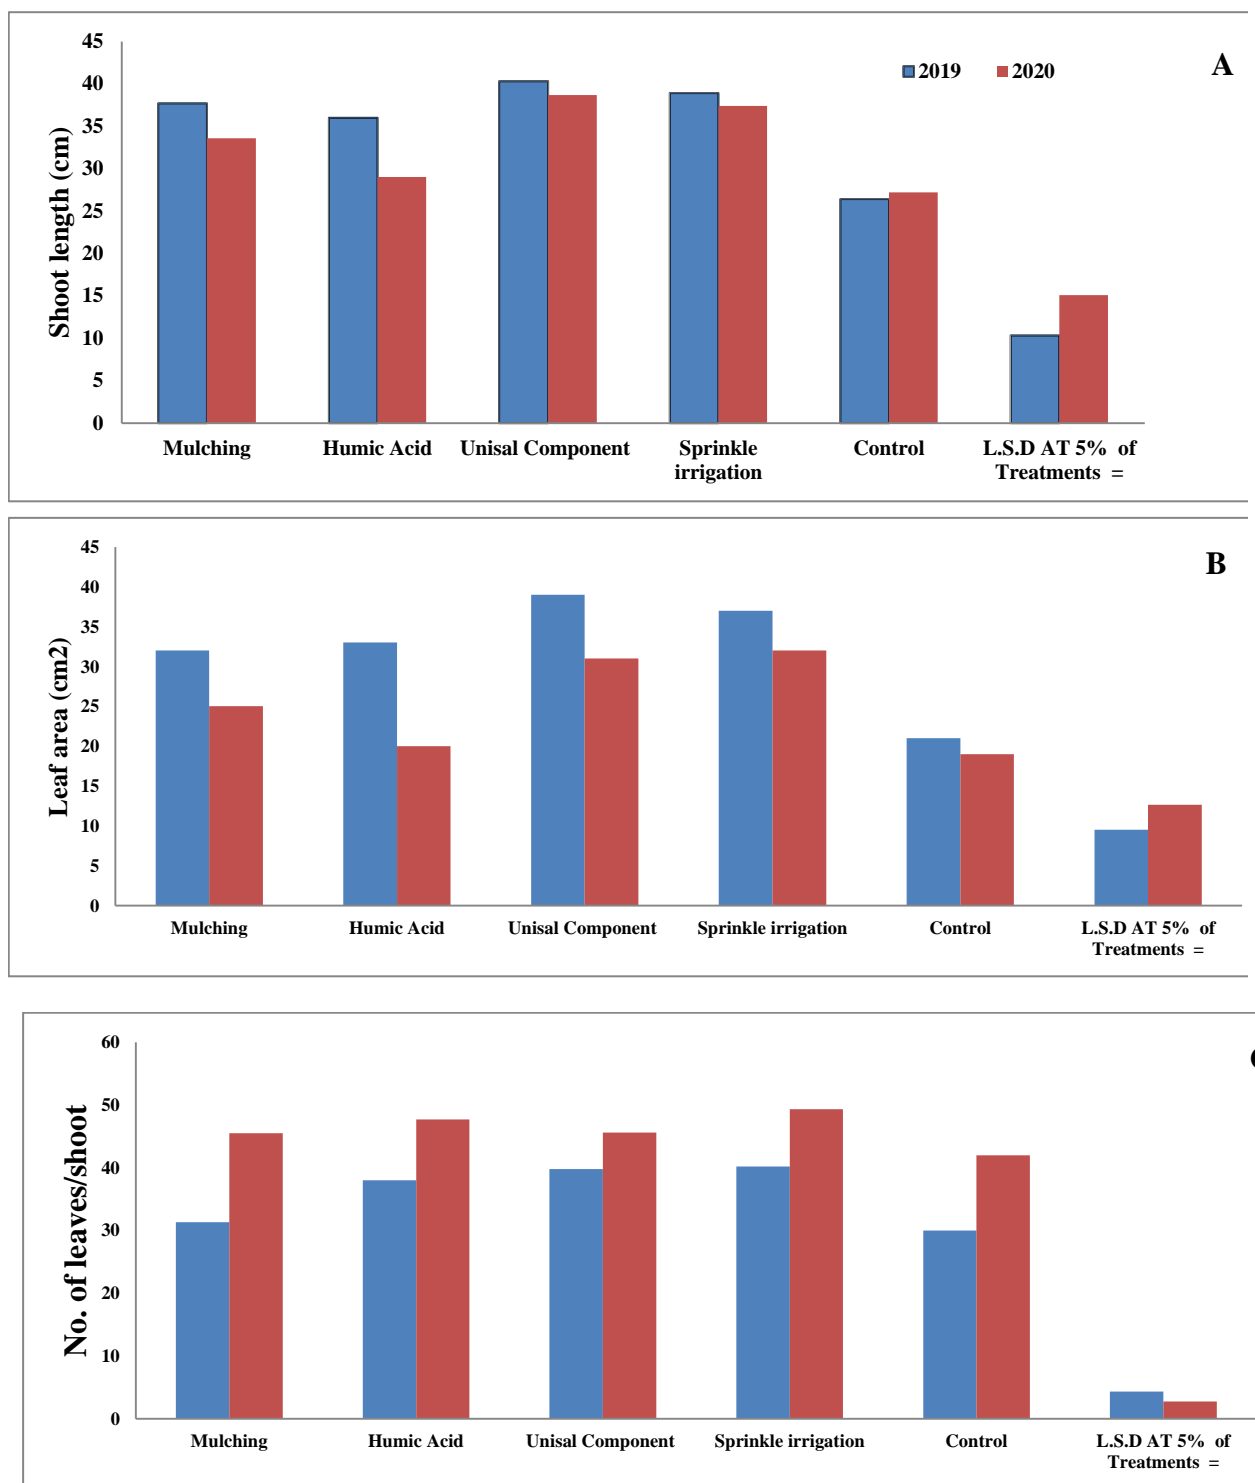 A
2019 2020
Shoot length (cm)
45
40
35
30
25
20
15
10
5
0
Mulching Humic Acid Unisal Component Sprinkle Control L.S.D AT 5% of
irrigation Treatments =
B
Leaf area (cm2)
45
40
35
30
25
20
15
10
5
0
Mulching Humic Acid Unisal Component Sprinkle irrigation Control L.S.D AT 5% of
Treatments =
No. of leaves/shoot
60
50
40
30
20
10
0
Mulching Humic Acid Unisal Component Sprinkle irrigation Control L.S.D AT 5% of
Treatments =